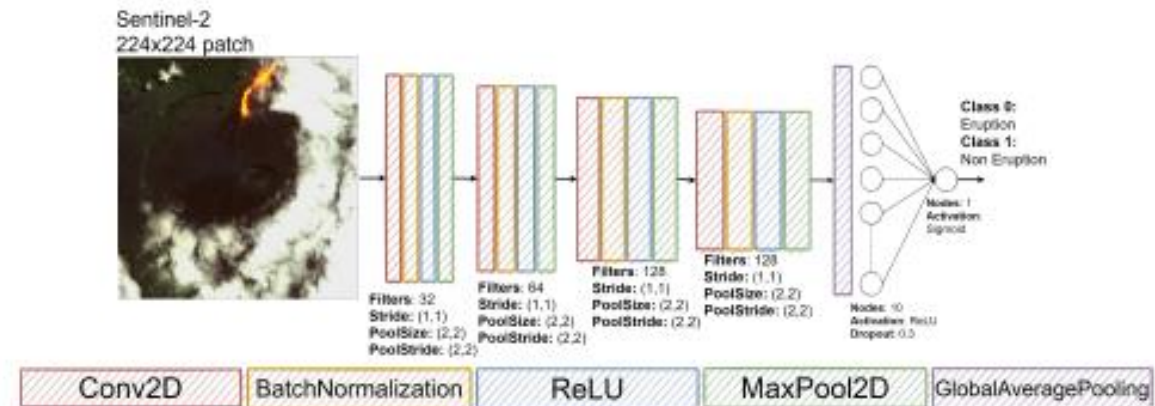 Sentinel-2
224x224 patch
Filters: 32
Stride: (1,1)
PoolSize: (2,2)
PoolStride: (2,2)
Filters: 64
Stride: (1,1)
PoolSize: (2,2)
PoolStride: (2,2)
Filters: 128
Stride: (1,1)
PoolSize: (2,2)
PoolStride: (2,2)
Filters: 128
Stride: (1,1)
PoolSize: (2,2)
PoolStride: (2,2)
Nodes: 10
Activation: ReLU
Dropout: 0.3
Nodes: 1
Activation:
Sigmoid
Class 0:
Eruption
Class 1:
Non Eruption
Conv2D
BatchNormalization
ReLU
MaxPool2D
GlobalAveragePooling